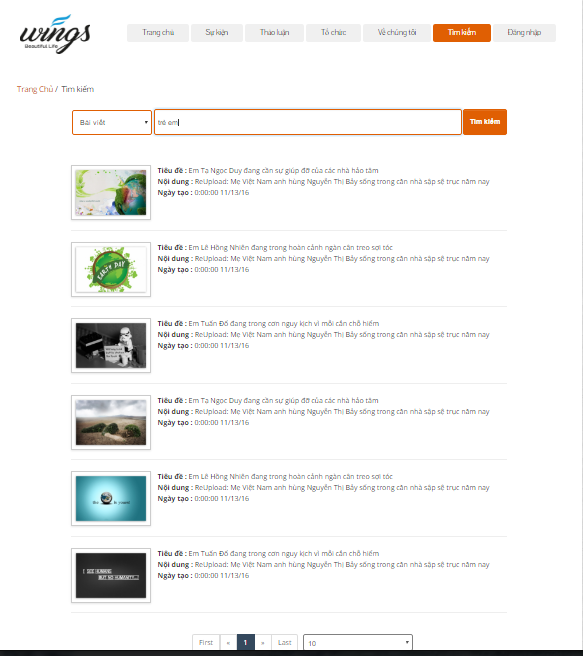 wings
Beautiful Life
Trang chủ Sự kiện Thảo luận Tổ chức Về chúng tôi Tìm kiếm Đăng nhập
Trang Chủ / Tìm kiếm
Bài viết trẻ em Tìm kiếm
Tiêu đề : Em Tạ Ngọc Duy đang cần sự giúp đỡ của các nhà hảo tâm
Nội dung : ReUpload: Mẹ Việt Nam anh hùng Nguyễn Thị Bảy sống trong căn nhà sập sệ trục năm nay
Ngày tạo : 0:00:00 11/13/16
EARTH DAY
Tiêu đề : Em Lê Hồng Nhiên đang trong hoàn cảnh ngàn cân treo sợi tóc
Nội dung : ReUpload: Mẹ Việt Nam anh hùng Nguyễn Thị Bảy sống trong căn nhà sập sệ trục năm nay
Ngày tạo : 0:00:00 11/13/16
Tiêu đề : Em Tuấn Đố đang trong cơn nguy kịch vì mỗi căn chố hiểm
Nội dung : ReUpload: Mẹ Việt Nam anh hùng Nguyễn Thị Bảy sống trong căn nhà sập sệ trục năm nay
Ngày tạo : 0:00:00 11/13/16
Tiêu đề : Em Tạ Ngọc Duy đang cần sự giúp đỡ của các nhà hảo tâm
Nội dung : ReUpload: Mẹ Việt Nam anh hùng Nguyễn Thị Bảy sống trong căn nhà sập sệ trục năm nay
Ngày tạo : 0:00:00 11/13/16
Tiêu đề : Em Lê Hồng Nhiên đang trong hoàn cảnh ngàn cân treo sợi tóc
Nội dung : ReUpload: Mẹ Việt Nam anh hùng Nguyễn Thị Bảy sống trong căn nhà sập sệ trục năm nay
Ngày tạo : 0:00:00 11/13/16
I SEE HUMANS
BUT NO HUMANITY...
Tiêu đề : Em Tuấn Đố đang trong cơn nguy kịch vì mỗi căn chố hiểm
Nội dung : ReUpload: Mẹ Việt Nam anh hùng Nguyễn Thị Bảy sống trong căn nhà sập sệ trục năm nay
Ngày tạo : 0:00:00 11/13/16
First « 1 » Last 10